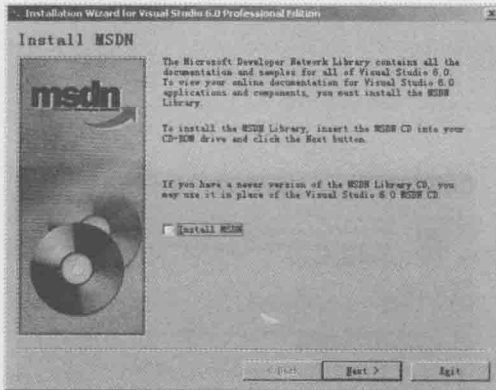 Installation Wizard for Visual Studio 6.0 Professional Edition
Install MSDN
msdn
The Microsoft Developer Network Library contains all the
documentation and samples for all of Visual Studio 6.0.
To view your online documentation for Visual Studio 6.0
applications and components, you must install the MSDN
Library.
To install the MSDN Library, insert the MSDN CD into your
CD-ROM drive and click the Next button.
If you have a newer version of the MSDN Library CD, you
may use it in place of the Visual Studio 6.0 MSDN CD.
Install MSDN
< Back
Next >
Exit